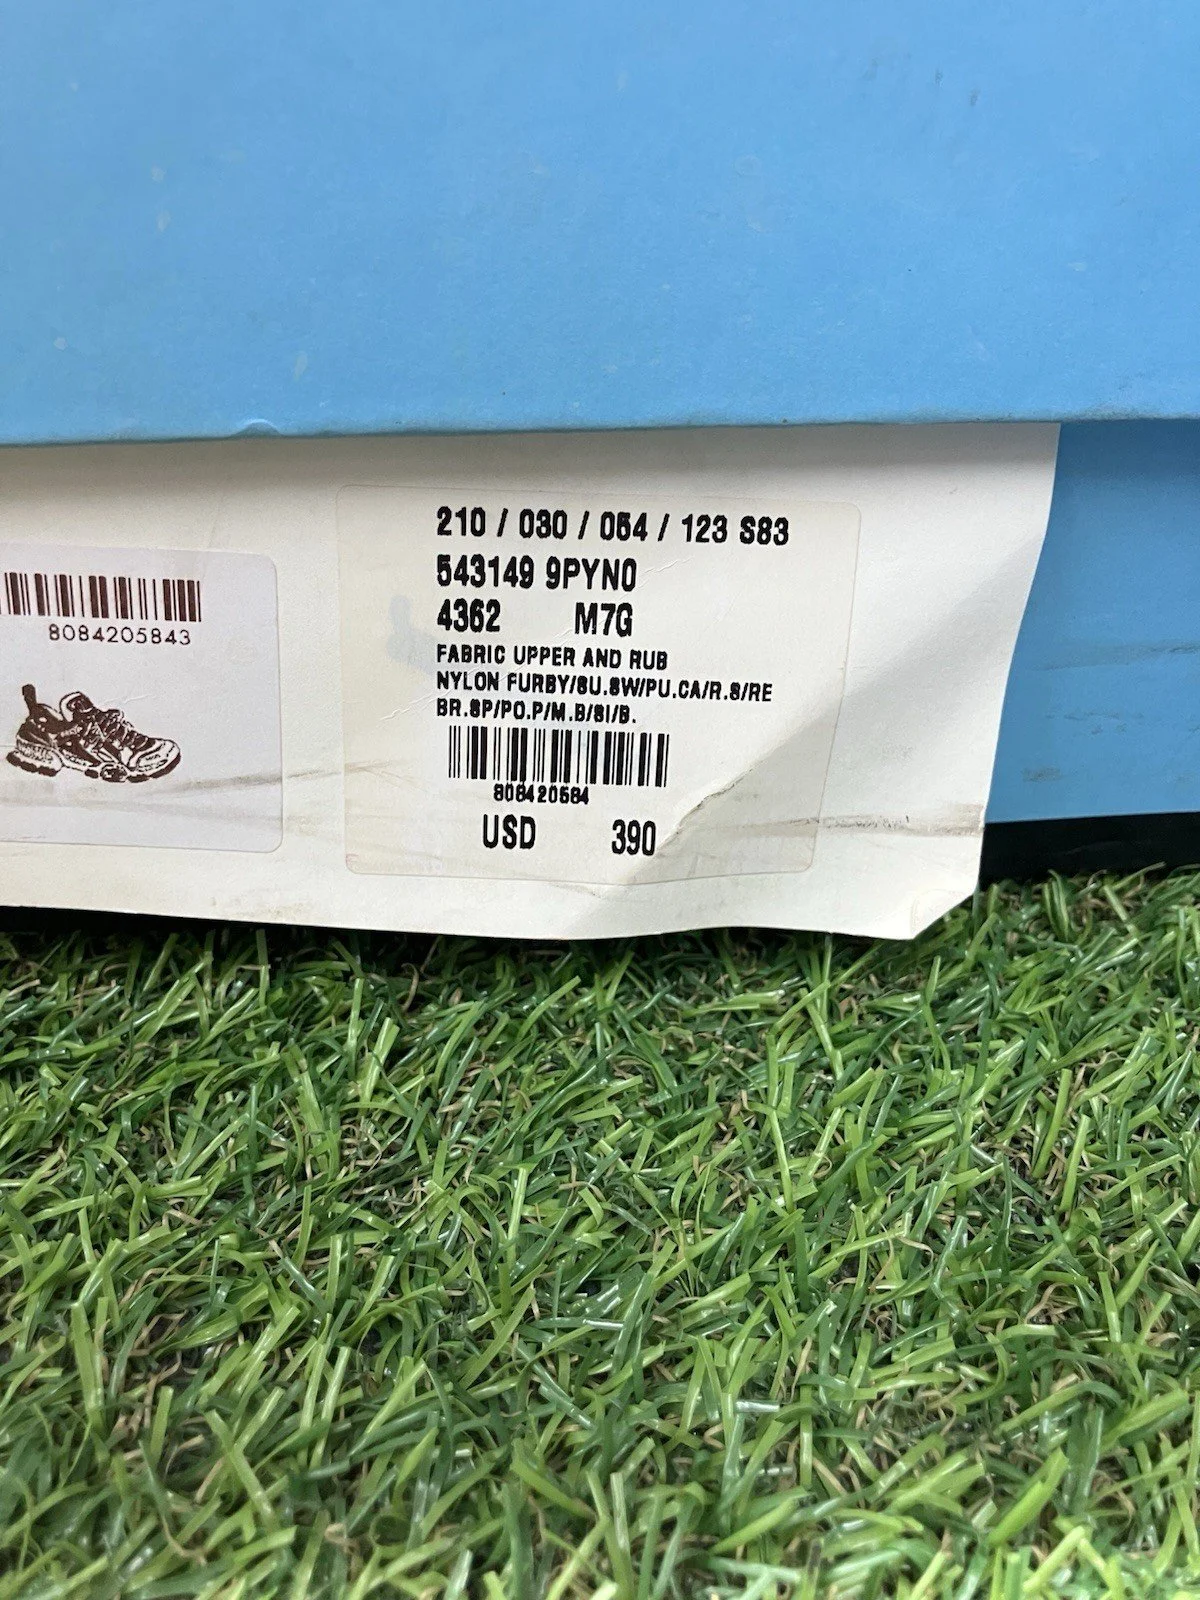 8084205843
210 / 030 / 054 / 123 S83
543149 9PYN0
4362 M7G
FABRIC UPPER AND RUB
NYLON FURBY/SU.SW/PU.CA/R.S/RE
BR.SP/PO.P/M.B/SI/B.
808420584
USD 390